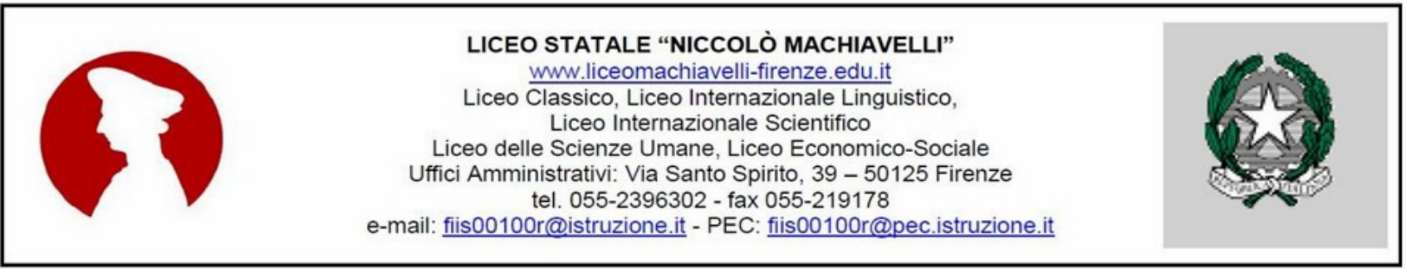 LICEO STATALE “NICCOLÒ MACHIAVELLI”
www.liceomachiavelli-firenze.edu.it
Liceo Classico, Liceo Internazionale Linguistico,
Liceo Internazionale Scientifico
Liceo delle Scienze Umane, Liceo Economico-Sociale
Uffici Amministrativi: Via Santo Spirito, 39 – 50125 Firenze
tel. 055-2396302 - fax 055-219178
e-mail: fiis00100r@istruzione.it - PEC: fiis00100r@pec.istruzione.it